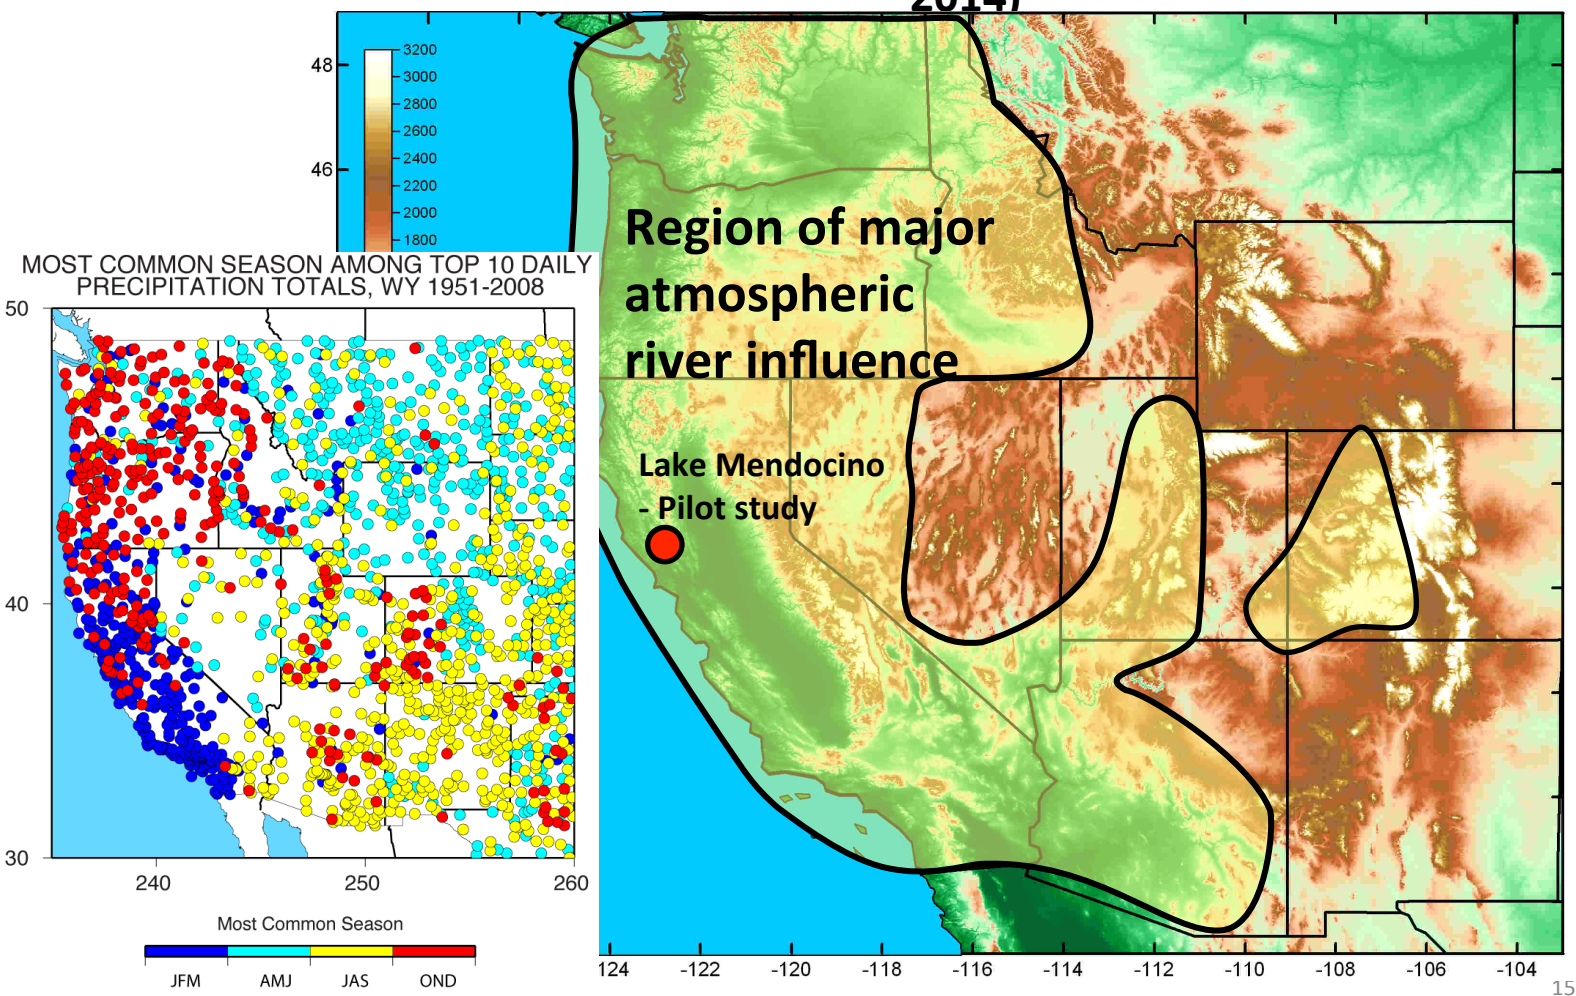 2014)
48
46
3200
3000
2800
2600
2400
2200
2000
1800
Region of major
atmospheric
river influence
Lake Mendocino
- Pilot study
MOST COMMON SEASON AMONG TOP 10 DAILY
PRECIPITATION TOTALS, WY 1951-2008
50
40
30
240 250 260
Most Common Season
JFM AMJ JAS OND
124 -122 -120 -118 -116 -114 -112 -110 -108 -106 -104
15